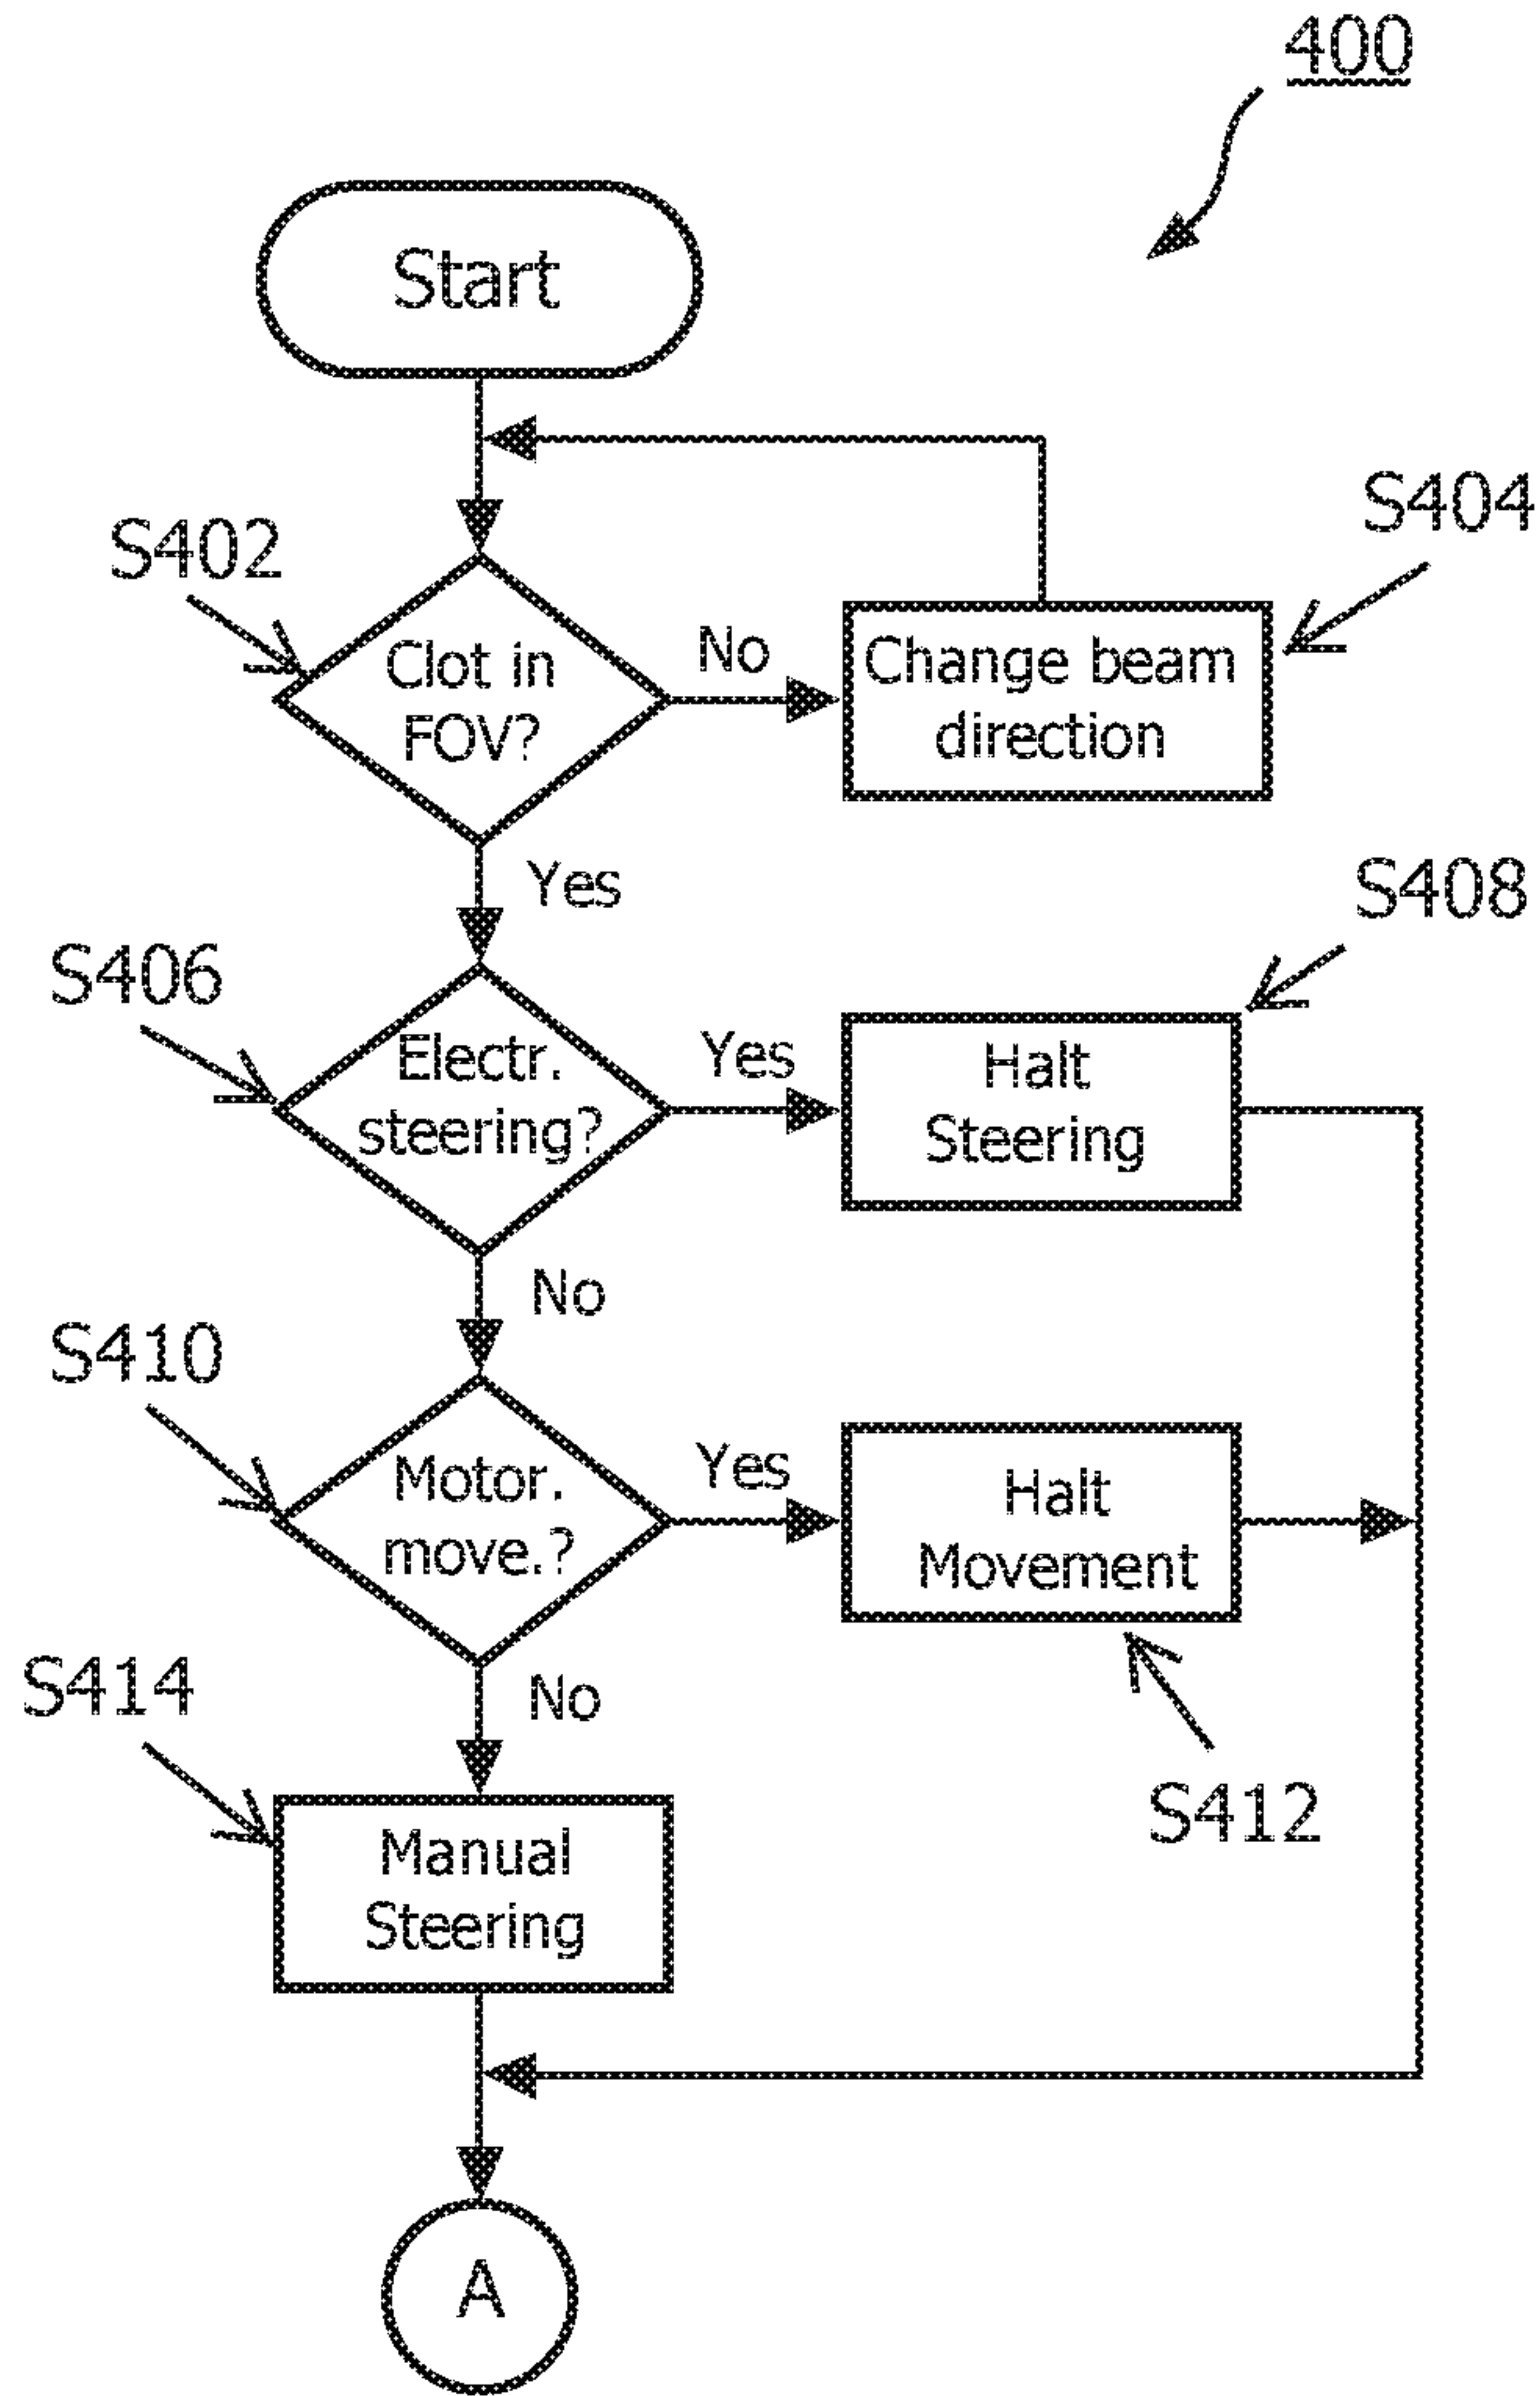 400
Start
S402
Clot in
FOV?
No
Change beam
direction
S404
Yes
S406
Electr.
steering?
Yes
Halt
Steering
S408
No
S410
Motor.
move.?
Yes
Halt
Movement
S412
No
S414
Manual
Steering
A